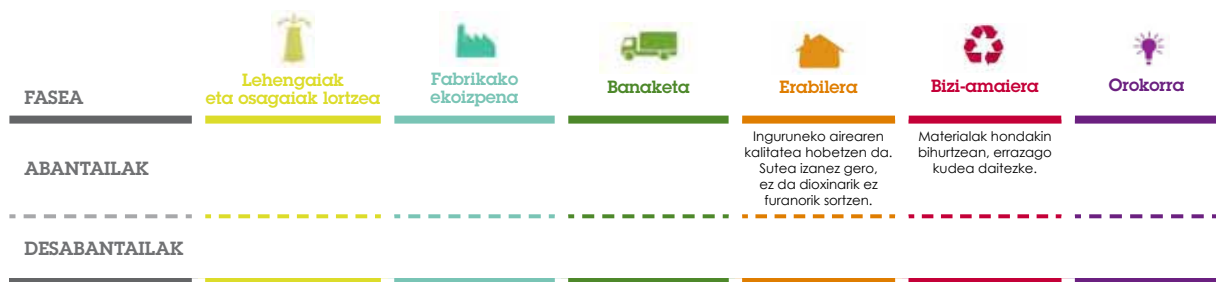 FASEA
Lehengaiak
eta osagaiak lortzea
Fabrikako
ekoizpena
Banaketa
Erabilera
Bizi-amaiera
Orokorra
ABANTAILAK
Inguruneko airearen
kalitatea hobetzen da.
Sutea izanez gero,
ez da dioxinarik ez
furanorik sortzen.
Materialak hondakin
bihurtzean, errazago
kudea daitezke.
DESABANTAILAK